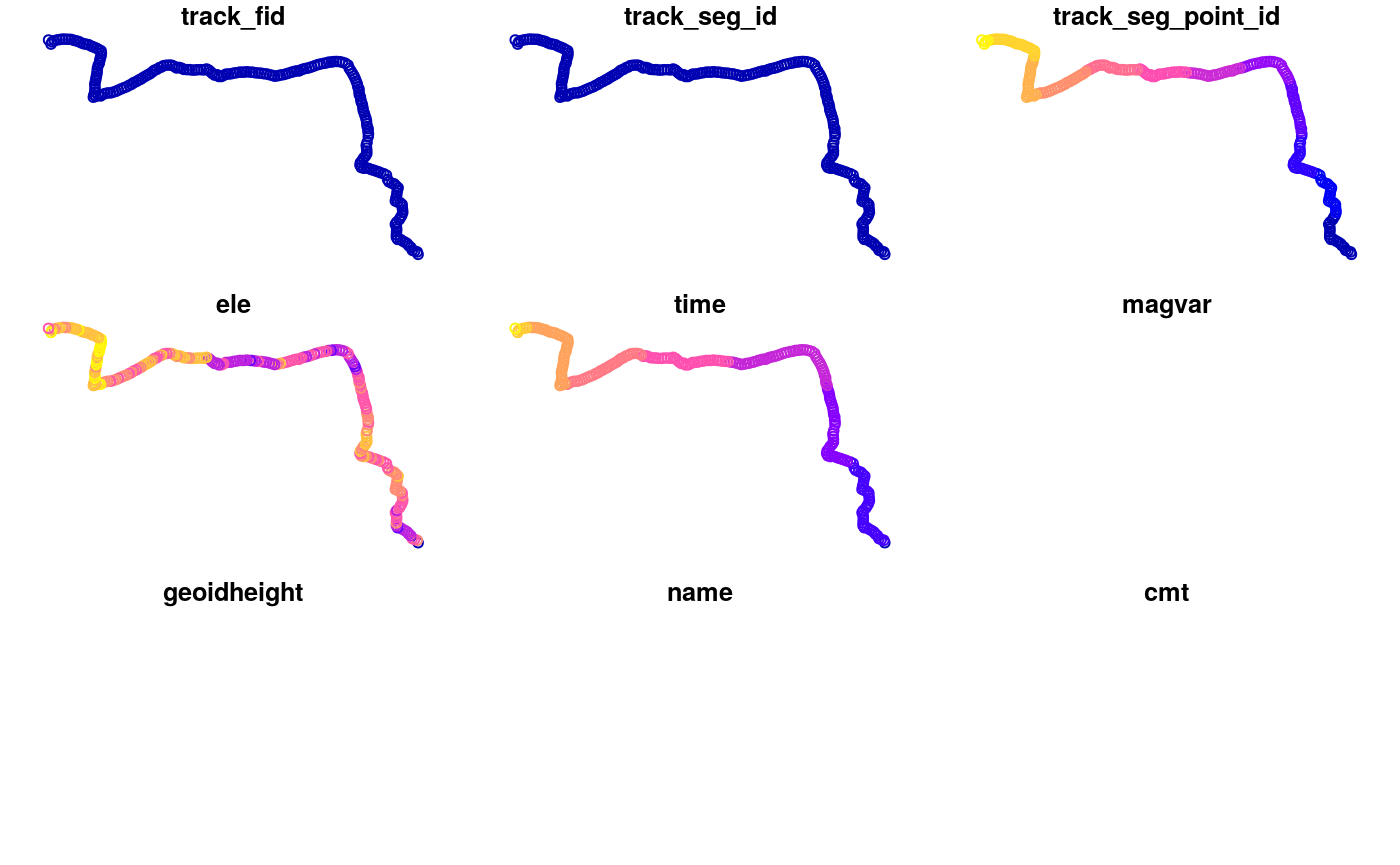 track_fid
track_seg_id
track_seg_point_id
ele
time
magvar
geoidheight
name
cmt